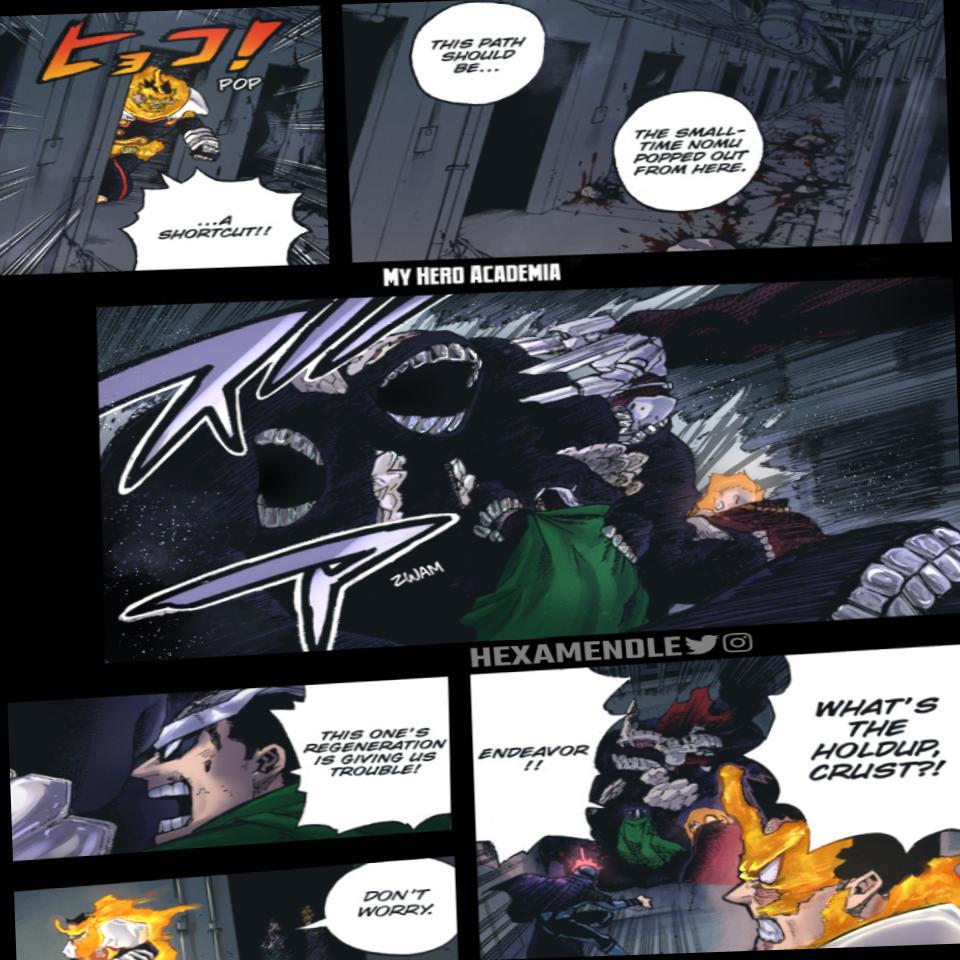 THIS PATH
SHOULD
BE...
THE SMALL-
TIME NOMU
POPPED OUT
FROM HERE.
ヒョコ!
POP
...A
SHORTCUT!!
MY HERO ACADEMIA
ZWAM
HEXAMENDLE
WHAT'S
THE
HOLDUP,
CRUST?!
ENDEAVOR
!!
THIS ONE'S
REGENERATION
IS GIVING US
TROUBLE!
DON'T
WORRY.